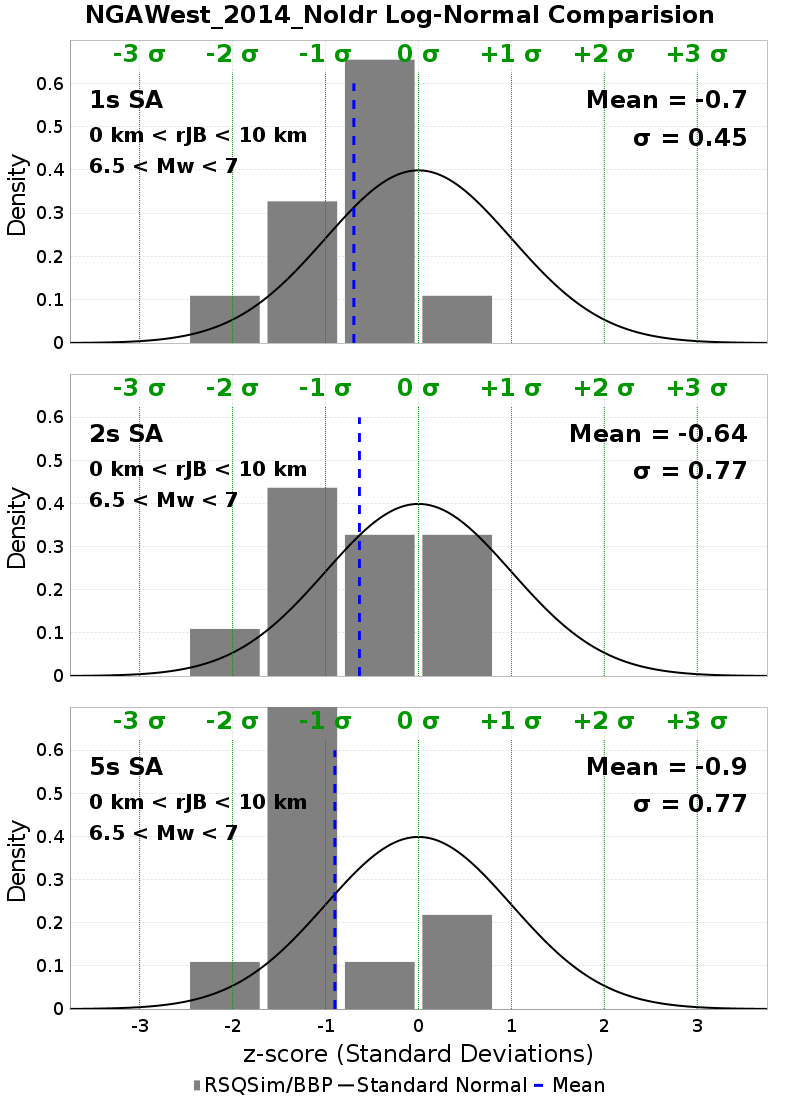 NGAWest_2014_NoIdr Log-Normal Comparision
-3 σ -2 σ -1 σ 0 σ +1 σ +2 σ +3 σ
1s SA
0 km < rJB < 10 km
6.5 < Mw < 7
Mean = -0.7
σ = 0.45
Density
0.6
0.5
0.4
0.3
0.2
0.1
0
-3 σ -2 σ -1 σ 0 σ +1 σ +2 σ +3 σ
2s SA
0 km < rJB < 10 km
6.5 < Mw < 7
Mean = -0.64
σ = 0.77
Density
0.6
0.5
0.4
0.3
0.2
0.1
0
-3 σ -2 σ -1 σ 0 σ +1 σ +2 σ +3 σ
5s SA
0 km < rJB < 10 km
6.5 < Mw < 7
Mean = -0.9
σ = 0.77
Density
0.6
0.5
0.4
0.3
0.2
0.1
0
-3 -2 -1 0 1 2 3
z-score (Standard Deviations)
RSQSim/BBP Standard Normal Mean